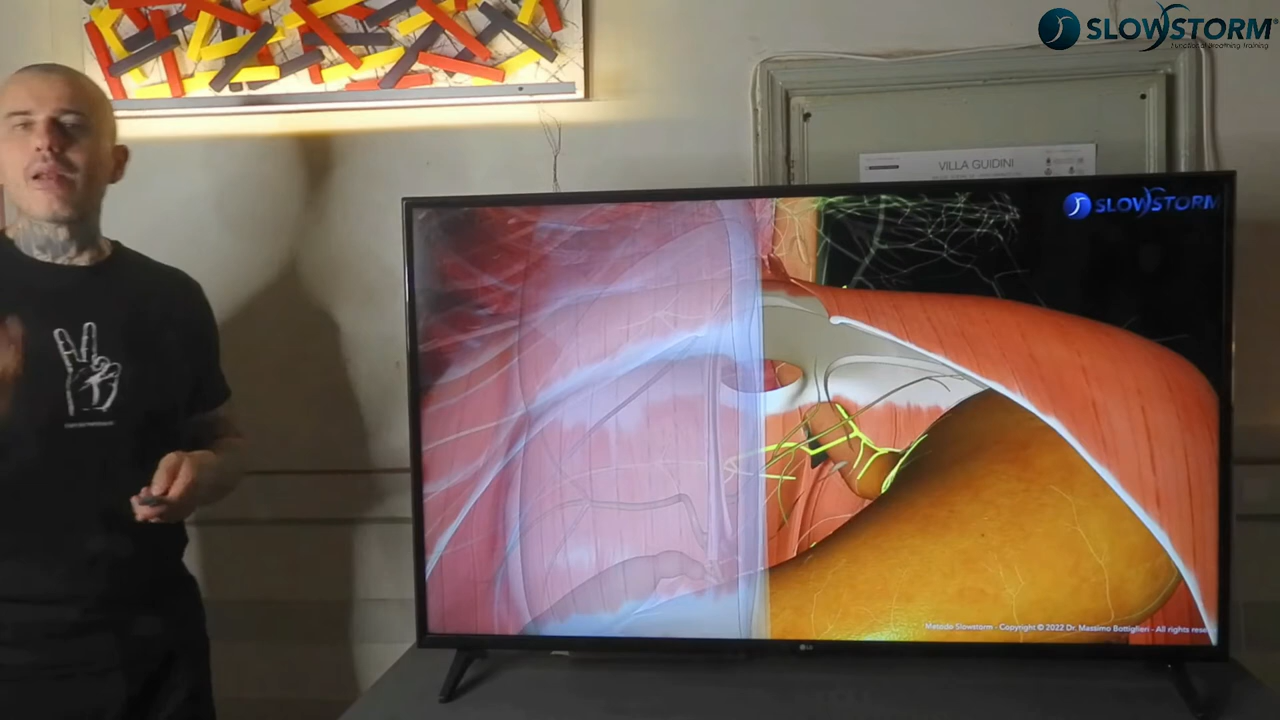 SLOWSTORM®
functional breathing training
VILLA GUIDINI
SLOWSTORM
Metodo Slowstorm - Copyright © 2022 Dr. Massimo Bottiglieri - All rights rese
LG